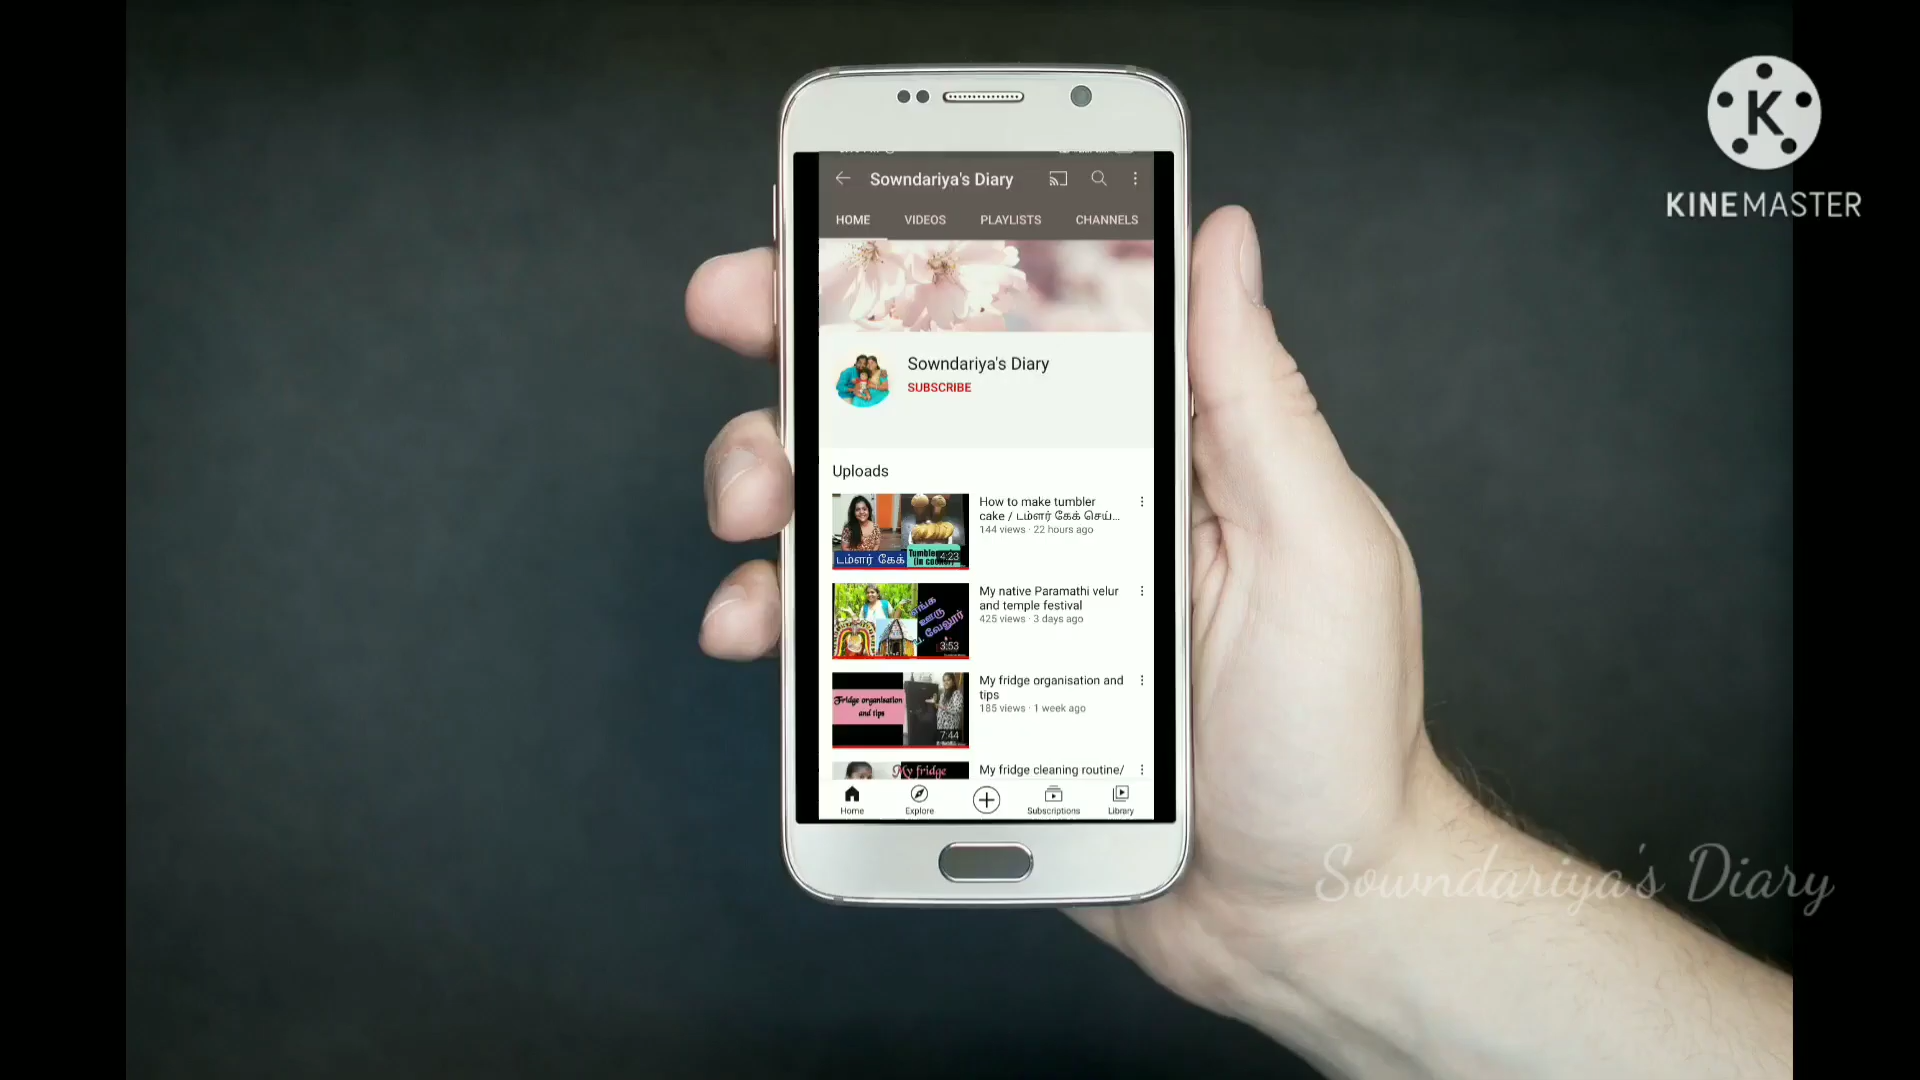 K
KINEMASTER
Sowndariya's Diary
HOME VIDEOS PLAYLISTS CHANNELS
Sowndariya's Diary
SUBSCRIBE
Uploads
How to make tumbler
cake / டம்ளர் கேக் செய்...
144 views · 22 hours ago
டம்ளர் கேக்
4:23
My native Paramathi velur
and temple festival
425 views · 3 days ago
எங்க
ஊரு
ப. வேலூர்
3:53
My fridge organisation and
tips
185 views · 1 week ago
Fridge organisation
and tips
7:44
My fridge cleaning routine/
My fridge
Home Explore Subscriptions Library
Sowndariya's Diary